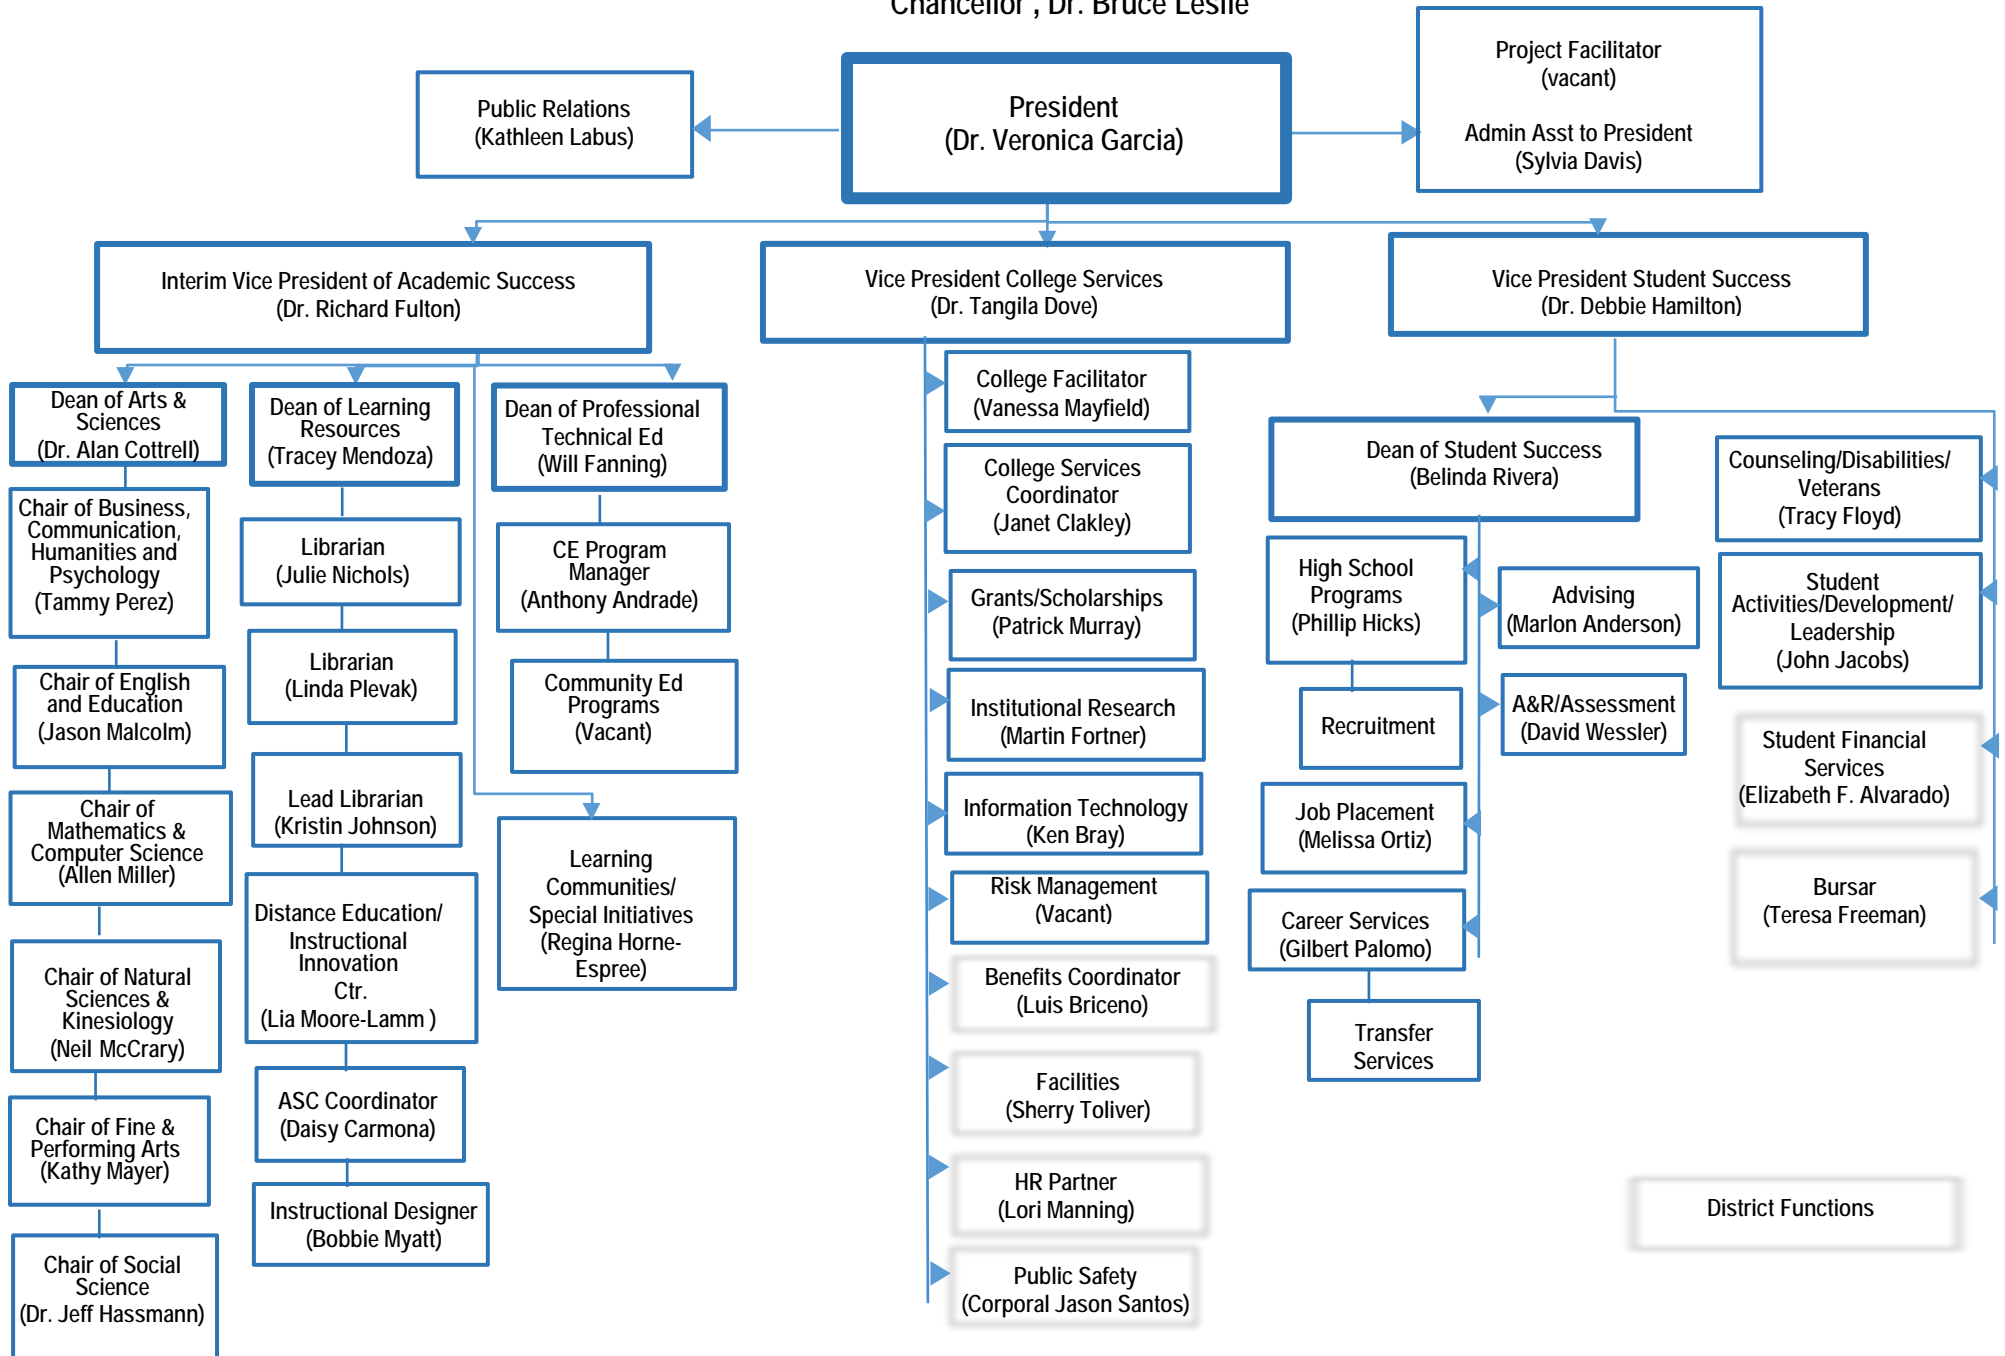 Chancellor , Dr. Bruce Leslie
Public Relations
(Kathleen Labus)
President
(Dr. Veronica Garcia)
Project Facilitator
(vacant)
Admin Asst to President
(Sylvia Davis)
Interim Vice President of Academic Success
(Dr. Richard Fulton)
Vice President College Services
(Dr. Tangila Dove)
Vice President Student Success
(Dr. Debbie Hamilton)
Dean of Arts &
Sciences
(Dr. Alan Cottrell)
Chair of Business,
Communication,
Humanities and
Psychology
(Tammy Perez)
Chair of English
and Education
(Jason Malcolm)
Chair of
Mathematics &
Computer Science
(Allen Miller)
Chair of Natural
Sciences &
Kinesiology
(Neil McCrary)
Chair of Fine &
Performing Arts
(Kathy Mayer)
Chair of Social
Science
(Dr. Jeff Hassmann)
Dean of Learning
Resources
(Tracey Mendoza)
Librarian
(Julie Nichols)
Librarian
(Linda Plevak)
Lead Librarian
(Kristin Johnson)
Distance Education/
Instructional
Innovation
Ctr.
(Lia Moore-Lamm )
ASC Coordinator
(Daisy Carmona)
Instructional Designer
(Bobbie Myatt)
Dean of Professional
Technical Ed
(Will Fanning)
CE Program
Manager
(Anthony Andrade)
Community Ed
Programs
(Vacant)
Learning
Communities/
Special Initiatives
(Regina Horne-
Espree)
College Facilitator
(Vanessa Mayfield)
College Services
Coordinator
(Janet Clakley)
Grants/Scholarships
(Patrick Murray)
Institutional Research
(Martin Fortner)
Information Technology
(Ken Bray)
Risk Management
(Vacant)
Benefits Coordinator
(Luis Briceno)
Facilities
(Sherry Toliver)
HR Partner
(Lori Manning)
Public Safety
(Corporal Jason Santos)
Dean of Student Success
(Belinda Rivera)
High School
Programs
(Phillip Hicks)
Recruitment
Job Placement
(Melissa Ortiz)
Career Services
(Gilbert Palomo)
Transfer
Services
Advising
(Marlon Anderson)
A&R/Assessment
(David Wessler)
Counseling/Disabilities/
Veterans
(Tracy Floyd)
Student
Activities/Development/
Leadership
(John Jacobs)
Student Financial
Services
(Elizabeth F. Alvarado)
Bursar
(Teresa Freeman)
District Functions